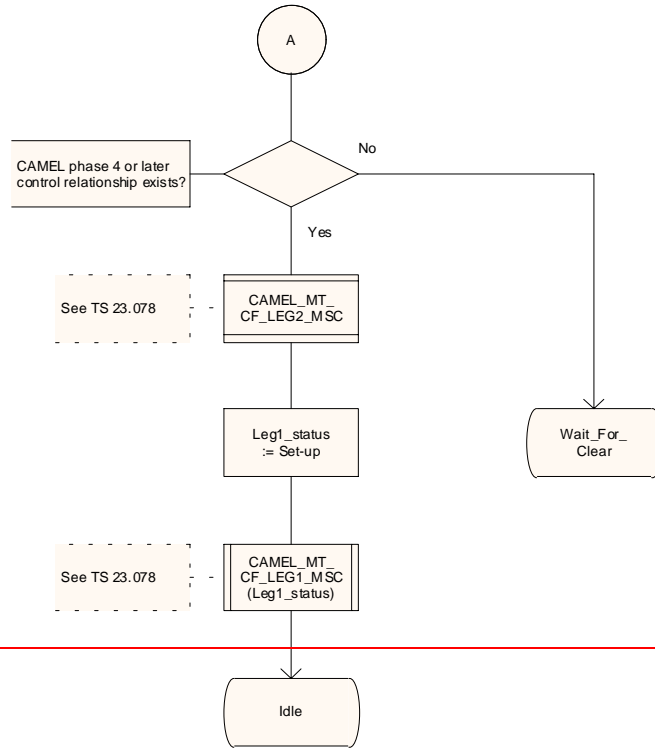 A
CAMEL phase 4 or later
control relationship exists?
No
Yes
See TS 23.078
CAMEL_MT_
CF_LEG2_MSC
Leg1_status
:= Set-up
Wait_For_
Clear
See TS 23.078
CAMEL_MT_
CF_LEG1_MSC
(Leg1_status)
Idle